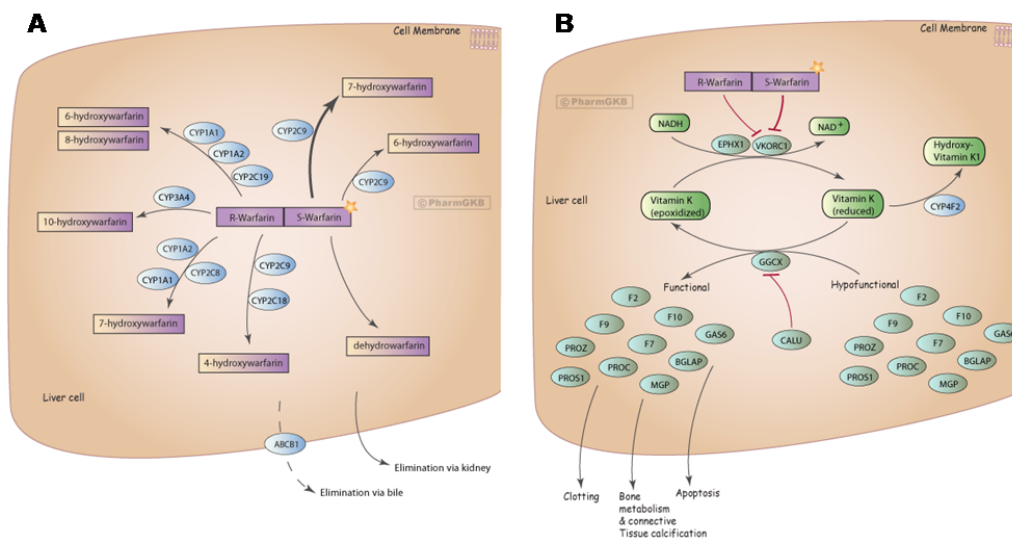 A
Cell Membrane
7-hydroxywarfarin
6-hydroxywarfarin
8-hydroxywarfarin
CYP1A1
CYP1A2
CYP2C19
CYP2C9
6-hydroxywarfarin
CYP2C9
CYP3A4
© PharmGKB
10-hydroxywarfarin
R-Warfarin
S-Warfarin
CYP1A2
CYP2C8
CYP1A1
CYP2C9
CYP2C18
7-hydroxywarfarin
dehydrowarfarin
4-hydroxywarfarin
Liver cell
ABCB1
Elimination via kidney
Elimination via bile
B
Cell Membrane
R-Warfarin
S-Warfarin
© PharmGKB
NADH
NAD+
EPHX1
VKORC1
Hydroxy-
Vitamin K1
Liver cell
Vitamin K
(epoxidized)
Vitamin K
(reduced)
CYP4F2
GGCX
Functional
Hypofunctional
F2
F9
F10
GAS6
PROZ
F7
PROC
BGLAP
PROS1
MGP
CALU
F2
F9
F10
GAS6
PROZ
F7
PROC
BGLAP
PROS1
MGP
Clotting
Bone
metabolism
& connective
Tissue calcification
Apoptosis